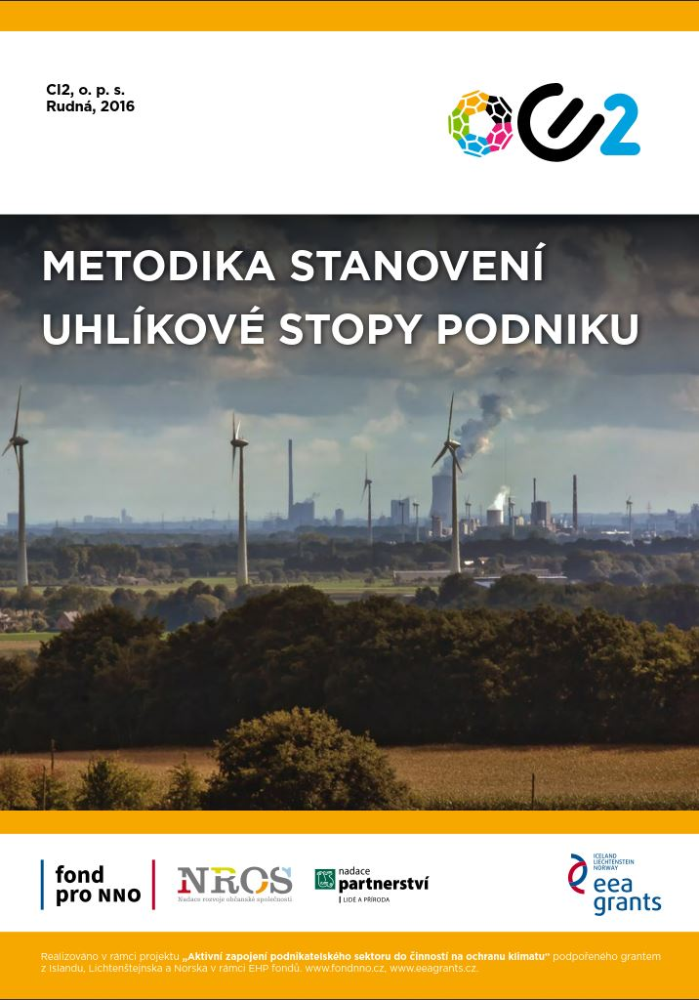 CI2, o. p. s.
Rudná, 2016
CI2
METODIKA STANOVENÍ
UHLÍKOVÉ STOPY PODNIKU
fond
pro NNO
NROS
Nadace rozvoje občanské společnosti
nadace
partnerství
LIDÉ A PŘÍRODA
ICELAND
LIECHTENSTEIN
NORWAY
eea
grants
Realizováno v rámci projektu „Aktivní zapojení podnikatelského sektoru do činností na ochranu klimatu“ podpořeného grantem
z Islandu, Lichtenštejnska a Norska v rámci EHP fondů. www.fondnno.cz, www.eeagrants.cz.